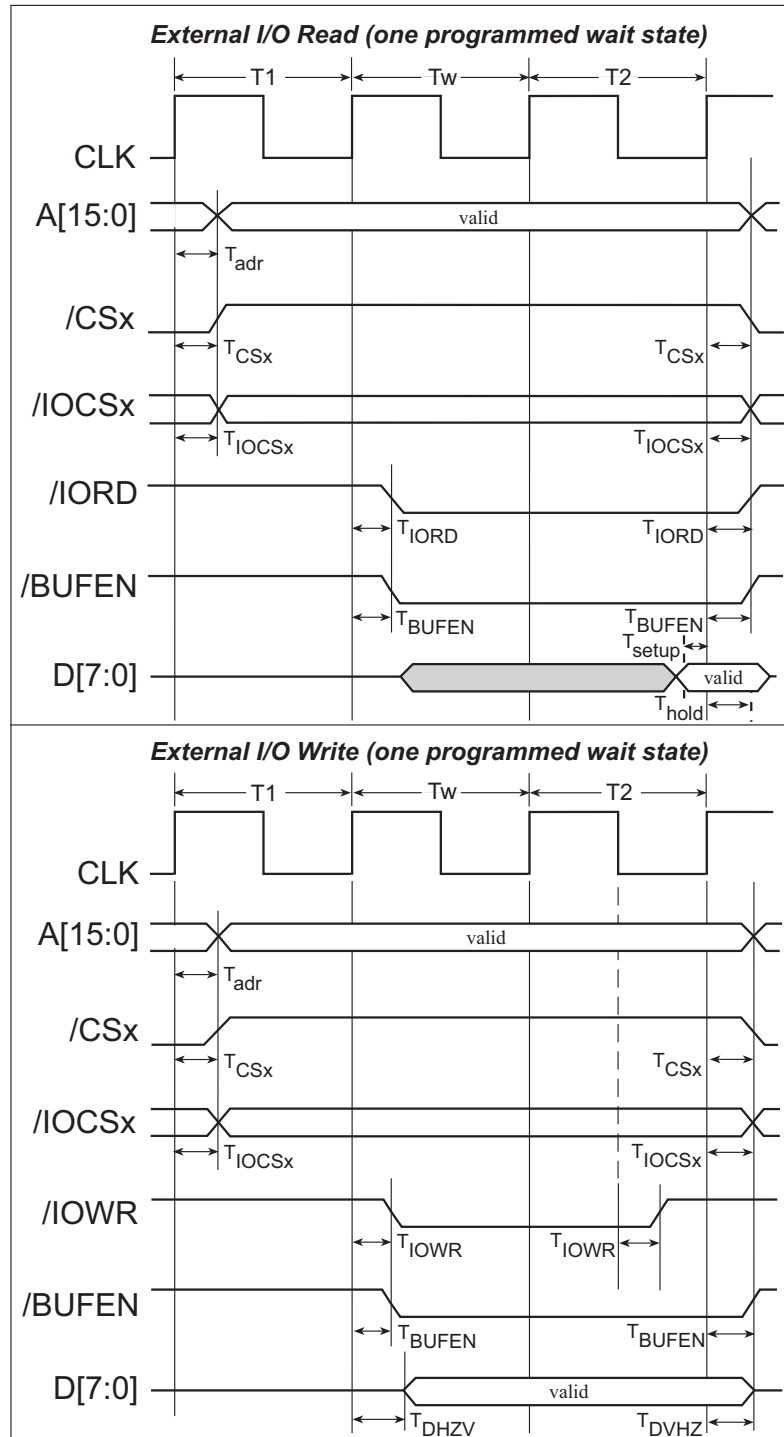 External I/O Read (one programmed wait state)
T1 Tw T2
CLK
A[15:0] valid
Tadr
/CSx
TCSx TCSx
/IOCSx
TIOCSx TIOCSx
/IORD
TIORD TIORD
/BUFEN
TBUFEN TBUFEN
Tsetup
D[7:0] valid
Thold
External I/O Write (one programmed wait state)
T1 Tw T2
CLK
A[15:0] valid
Tadr
/CSx
TCSx TCSx
/IOCSx
TIOCSx TIOCSx
/IOWR
TIOWR TIOWR
/BUFEN
TBUFEN TBUFEN
D[7:0] valid
TDHZV TDVHZ